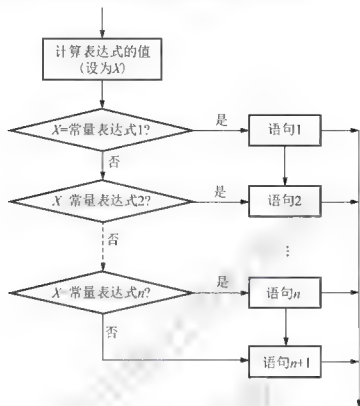 计算表达式的值
(设为X)
X=常量表达式1?
是
语句1
否
X 常量表达式2?
是
语句2
否
⋮
X=常量表达式n?
是
语句n
否
语句n+1